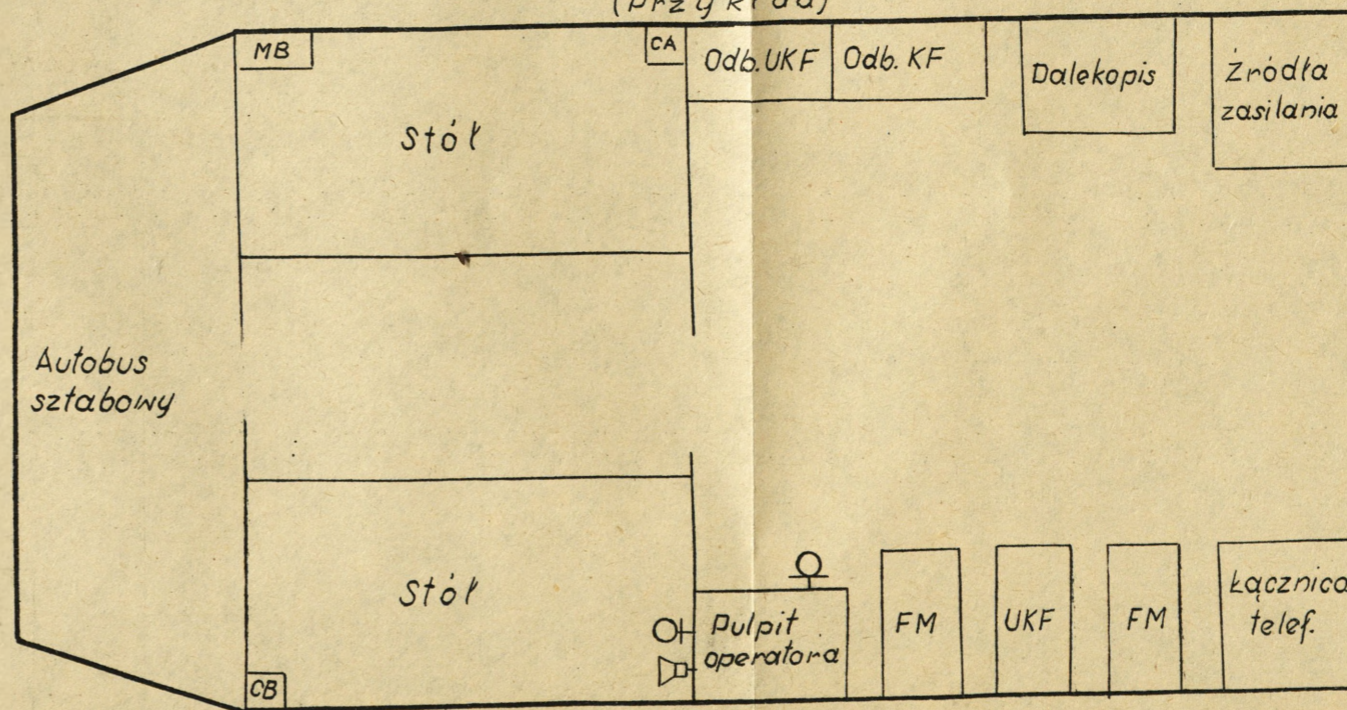 (przykład)
MB
CA
Odb. UKF
Odb. KF
Dalekopis
Źródła
zasilania
Stół
Autobus
sztabowy
Stół
CB
Pulpit
operatora
FM
UKF
FM
Łącznica
telef.